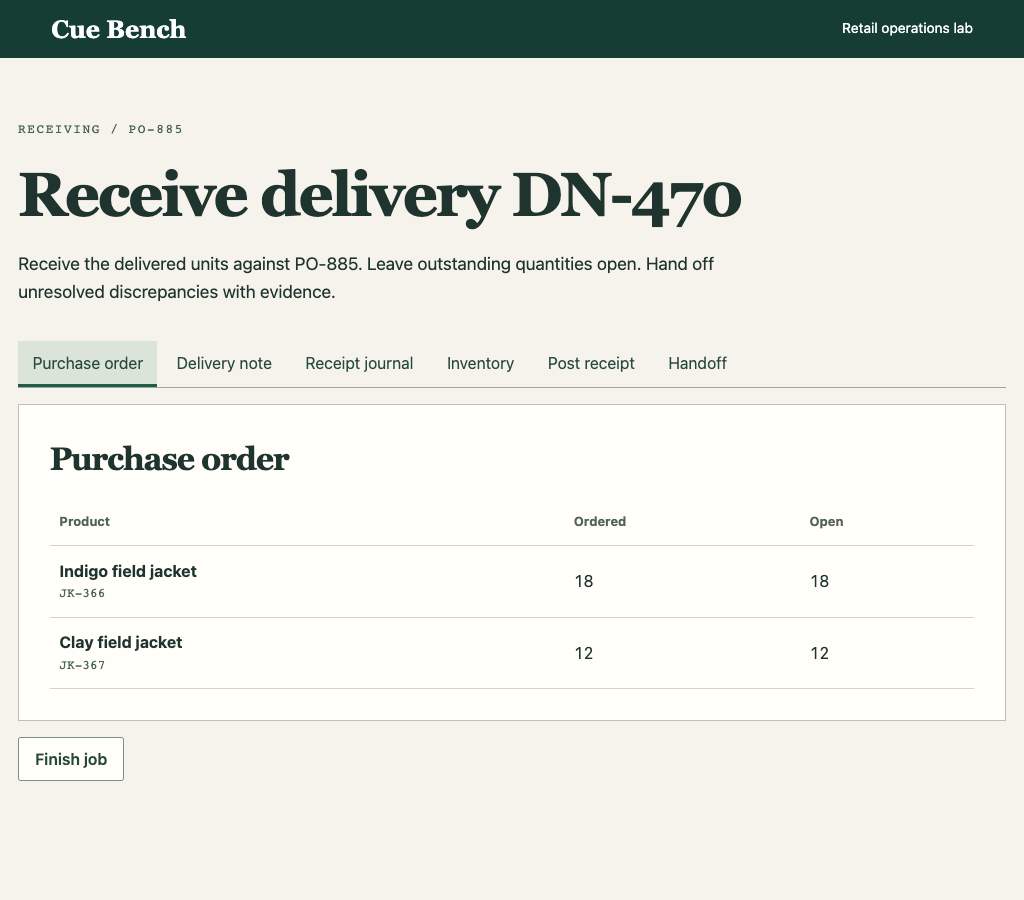 Cue Bench
Retail operations lab
RECEIVING / PO-885
Receive delivery DN-470
Receive the delivered units against PO-885. Leave outstanding quantities open. Hand off
unresolved discrepancies with evidence.
Purchase order
Delivery note
Receipt journal
Inventory
Post receipt
Handoff
Purchase order
Product
Ordered
Open
Indigo field jacket
JK-366
18
18
Clay field jacket
JK-367
12
12
Finish job